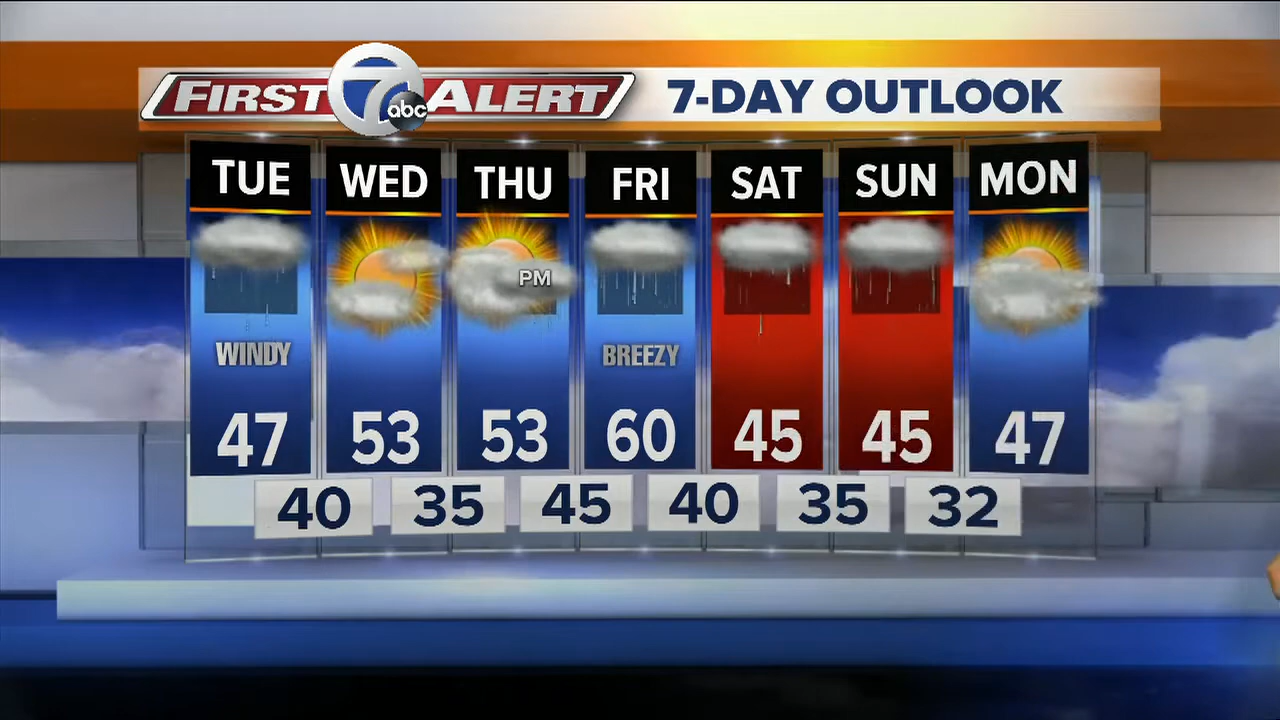 FIRST 7 abc ALERT 7-DAY OUTLOOK
TUE WED THU FRI SAT SUN MON
PM
WINDY BREEZY
47 53 53 60 45 45 47
40 35 45 40 35 32